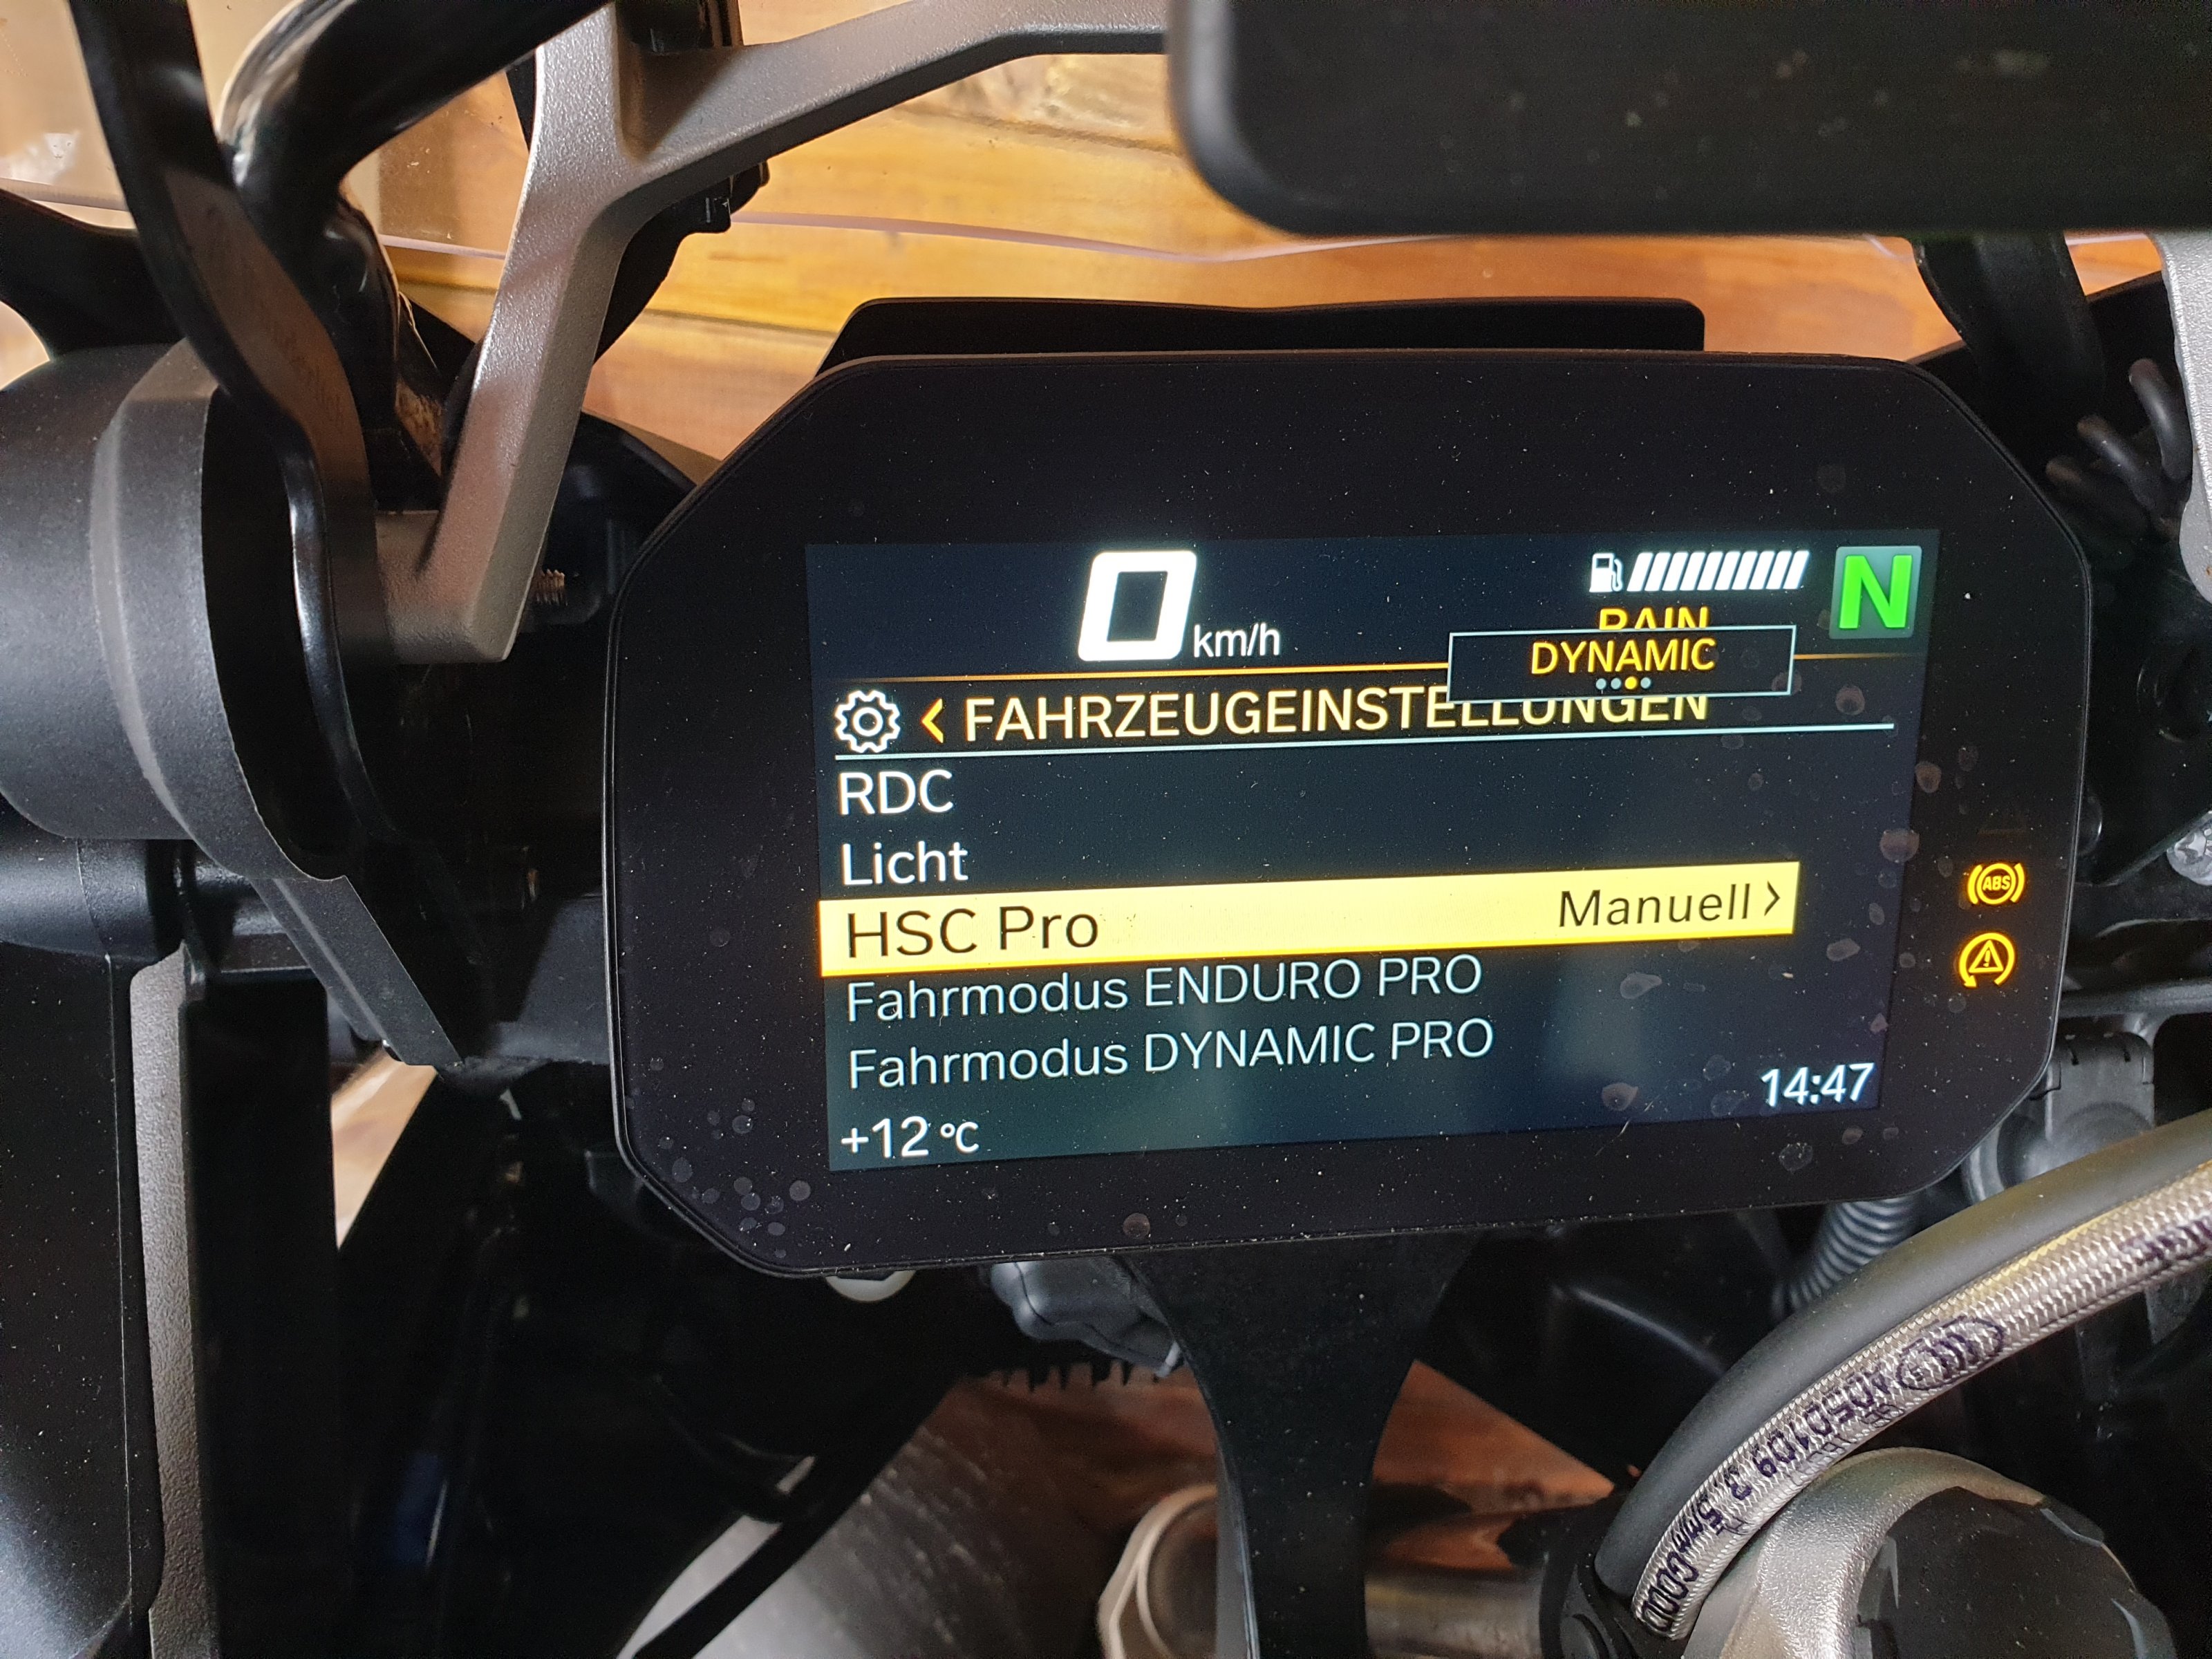 0 km/h
N
RAIN
DYNAMIC
< FAHRZEUGEINSTELLUNGEN
RDC
Licht
HSC Pro Manuell >
ABS
Fahrmodus ENDURO PRO
Fahrmodus DYNAMIC PRO
14:47
+12 °C